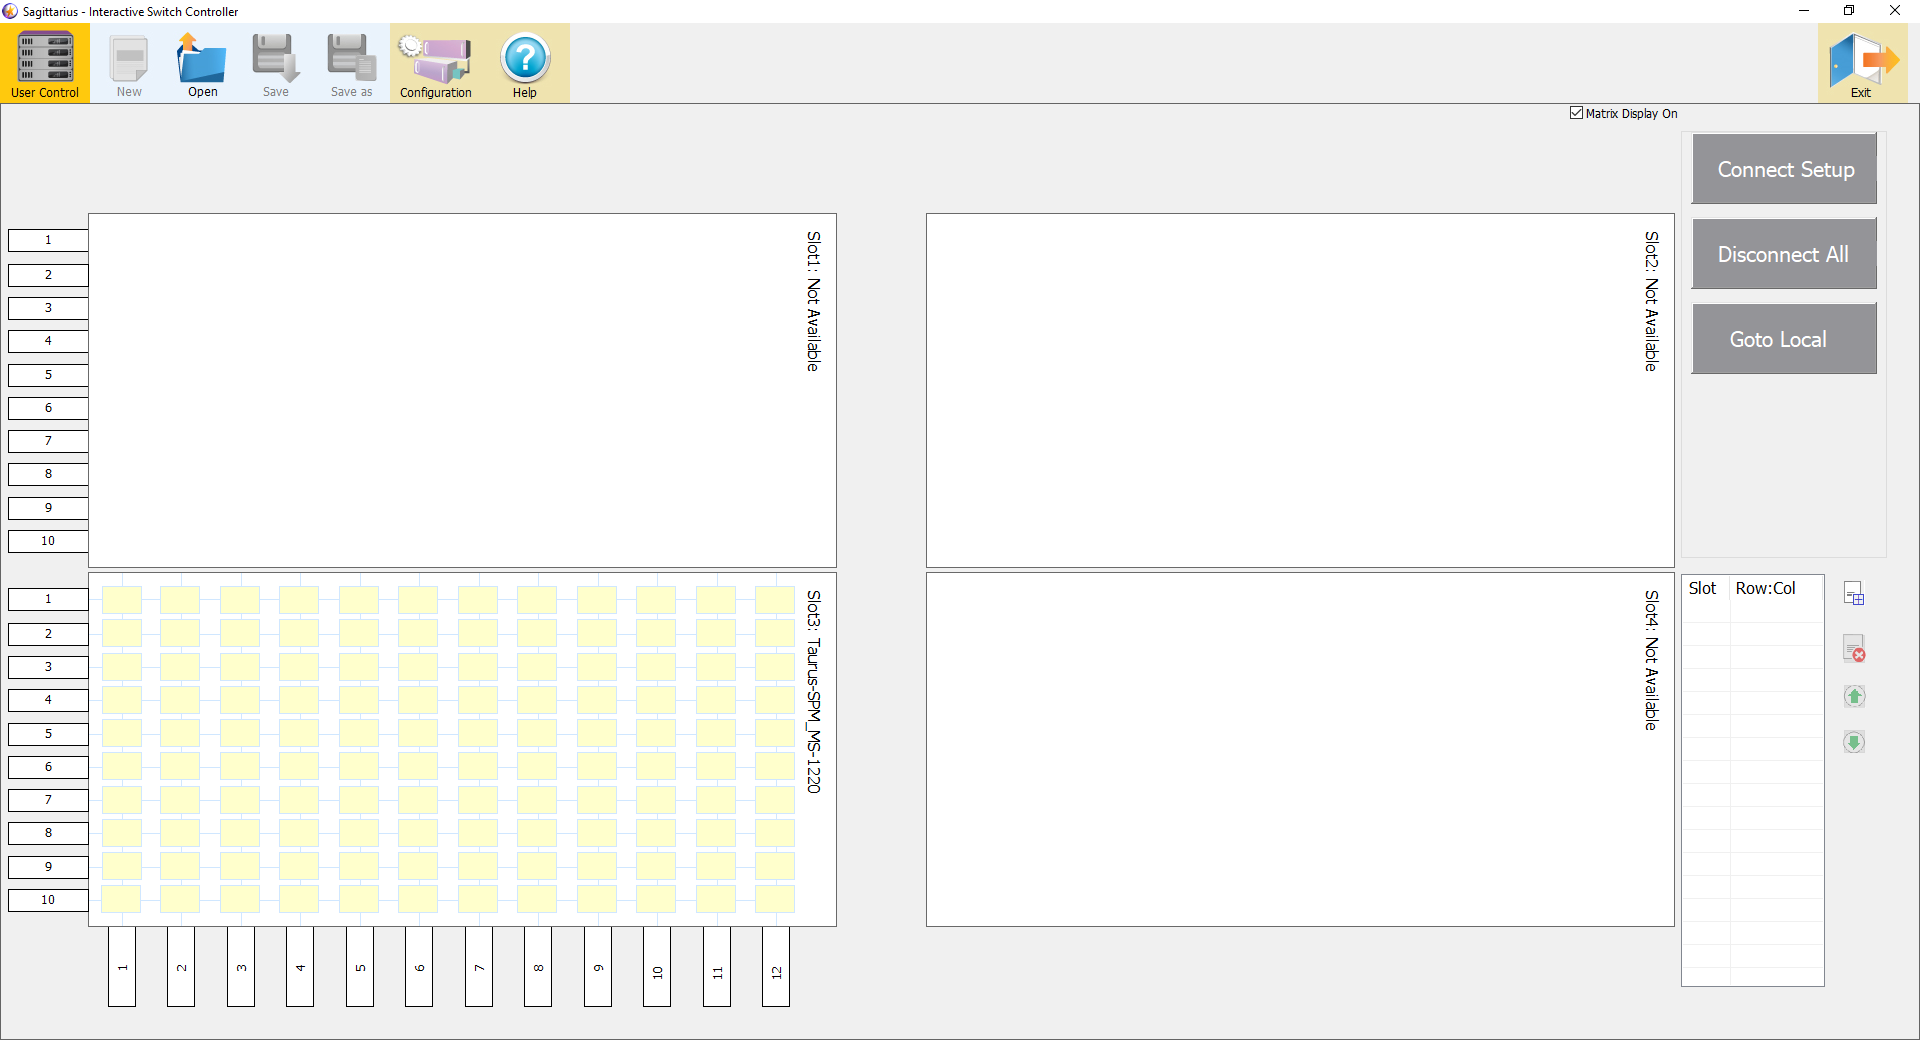 Sagittarius - Interactive Switch Controller
User Control
New
Open
Save
Save as
Configuration
Help
Exit
Matrix Display On
Connect Setup
Disconnect All
Goto Local
1
2
3
4
5
6
7
8
9
10
Slot1: Not Available
Slot2: Not Available
1
2
3
4
5
6
7
8
9
10
Slot3: Taurus-SPM_MS-1220
Slot4: Not Available
Slot Row:Col
1 2 3 4 5 6 7 8 9 10 11 12